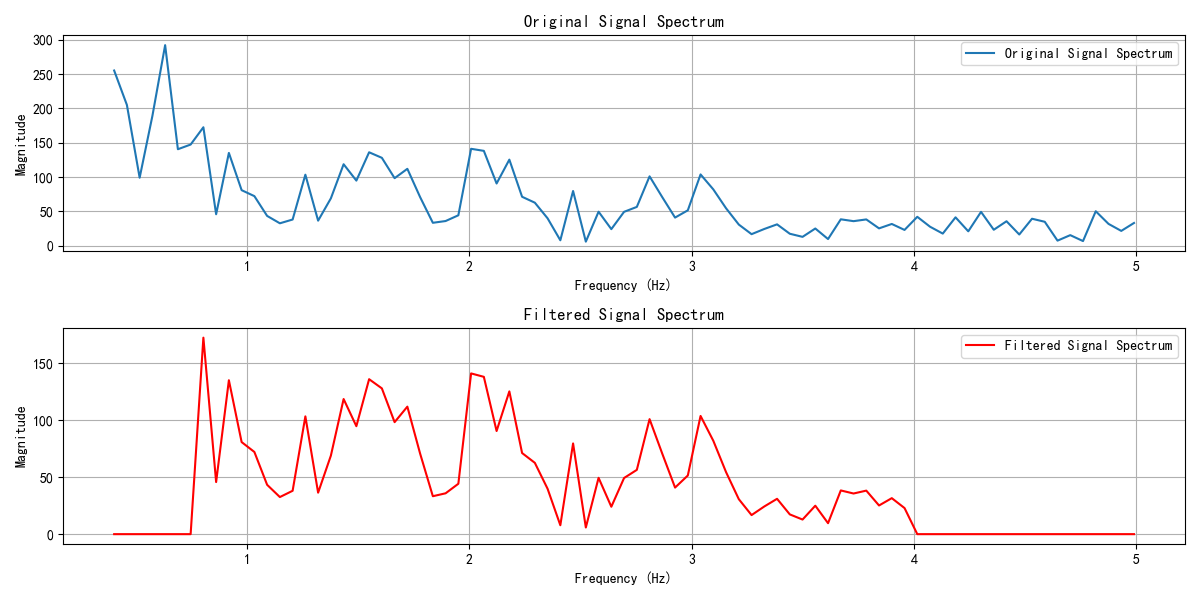 Original Signal Spectrum
Original Signal Spectrum
Magnitude
300
250
200
150
100
50
0
1 2 3 4 5
Frequency (Hz)
Filtered Signal Spectrum
Filtered Signal Spectrum
Magnitude
150
100
50
0
1 2 3 4 5
Frequency (Hz)